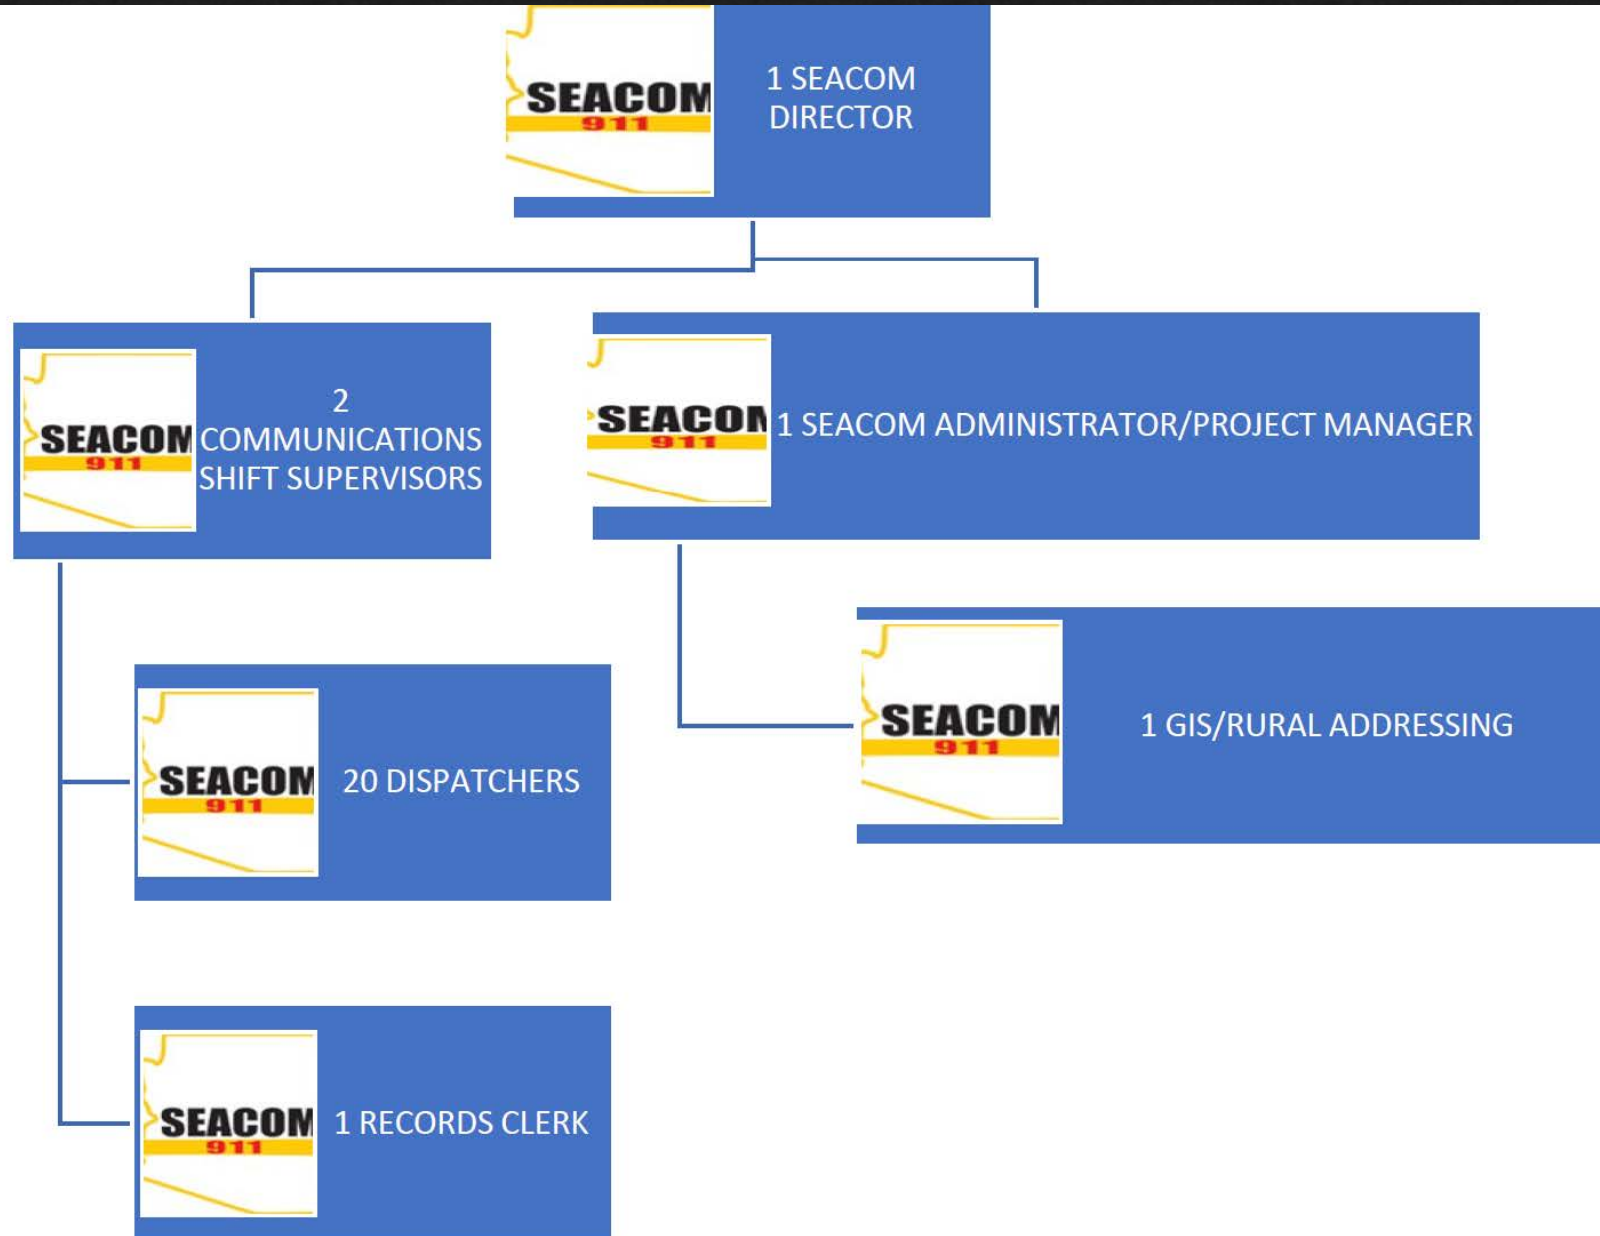 SEACOM
911
1 SEACOM
DIRECTOR
SEACOM
911
2
COMMUNICATIONS
SHIFT SUPERVISORS
SEACOM
911
1 SEACOM ADMINISTRATOR/PROJECT MANAGER
SEACOM
911
1 GIS/RURAL ADDRESSING
SEACOM
911
20 DISPATCHERS
SEACOM
911
1 RECORDS CLERK